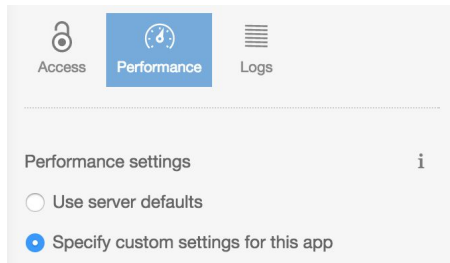 Access Performance Logs
Performance settings i
Use server defaults
Specify custom settings for this app